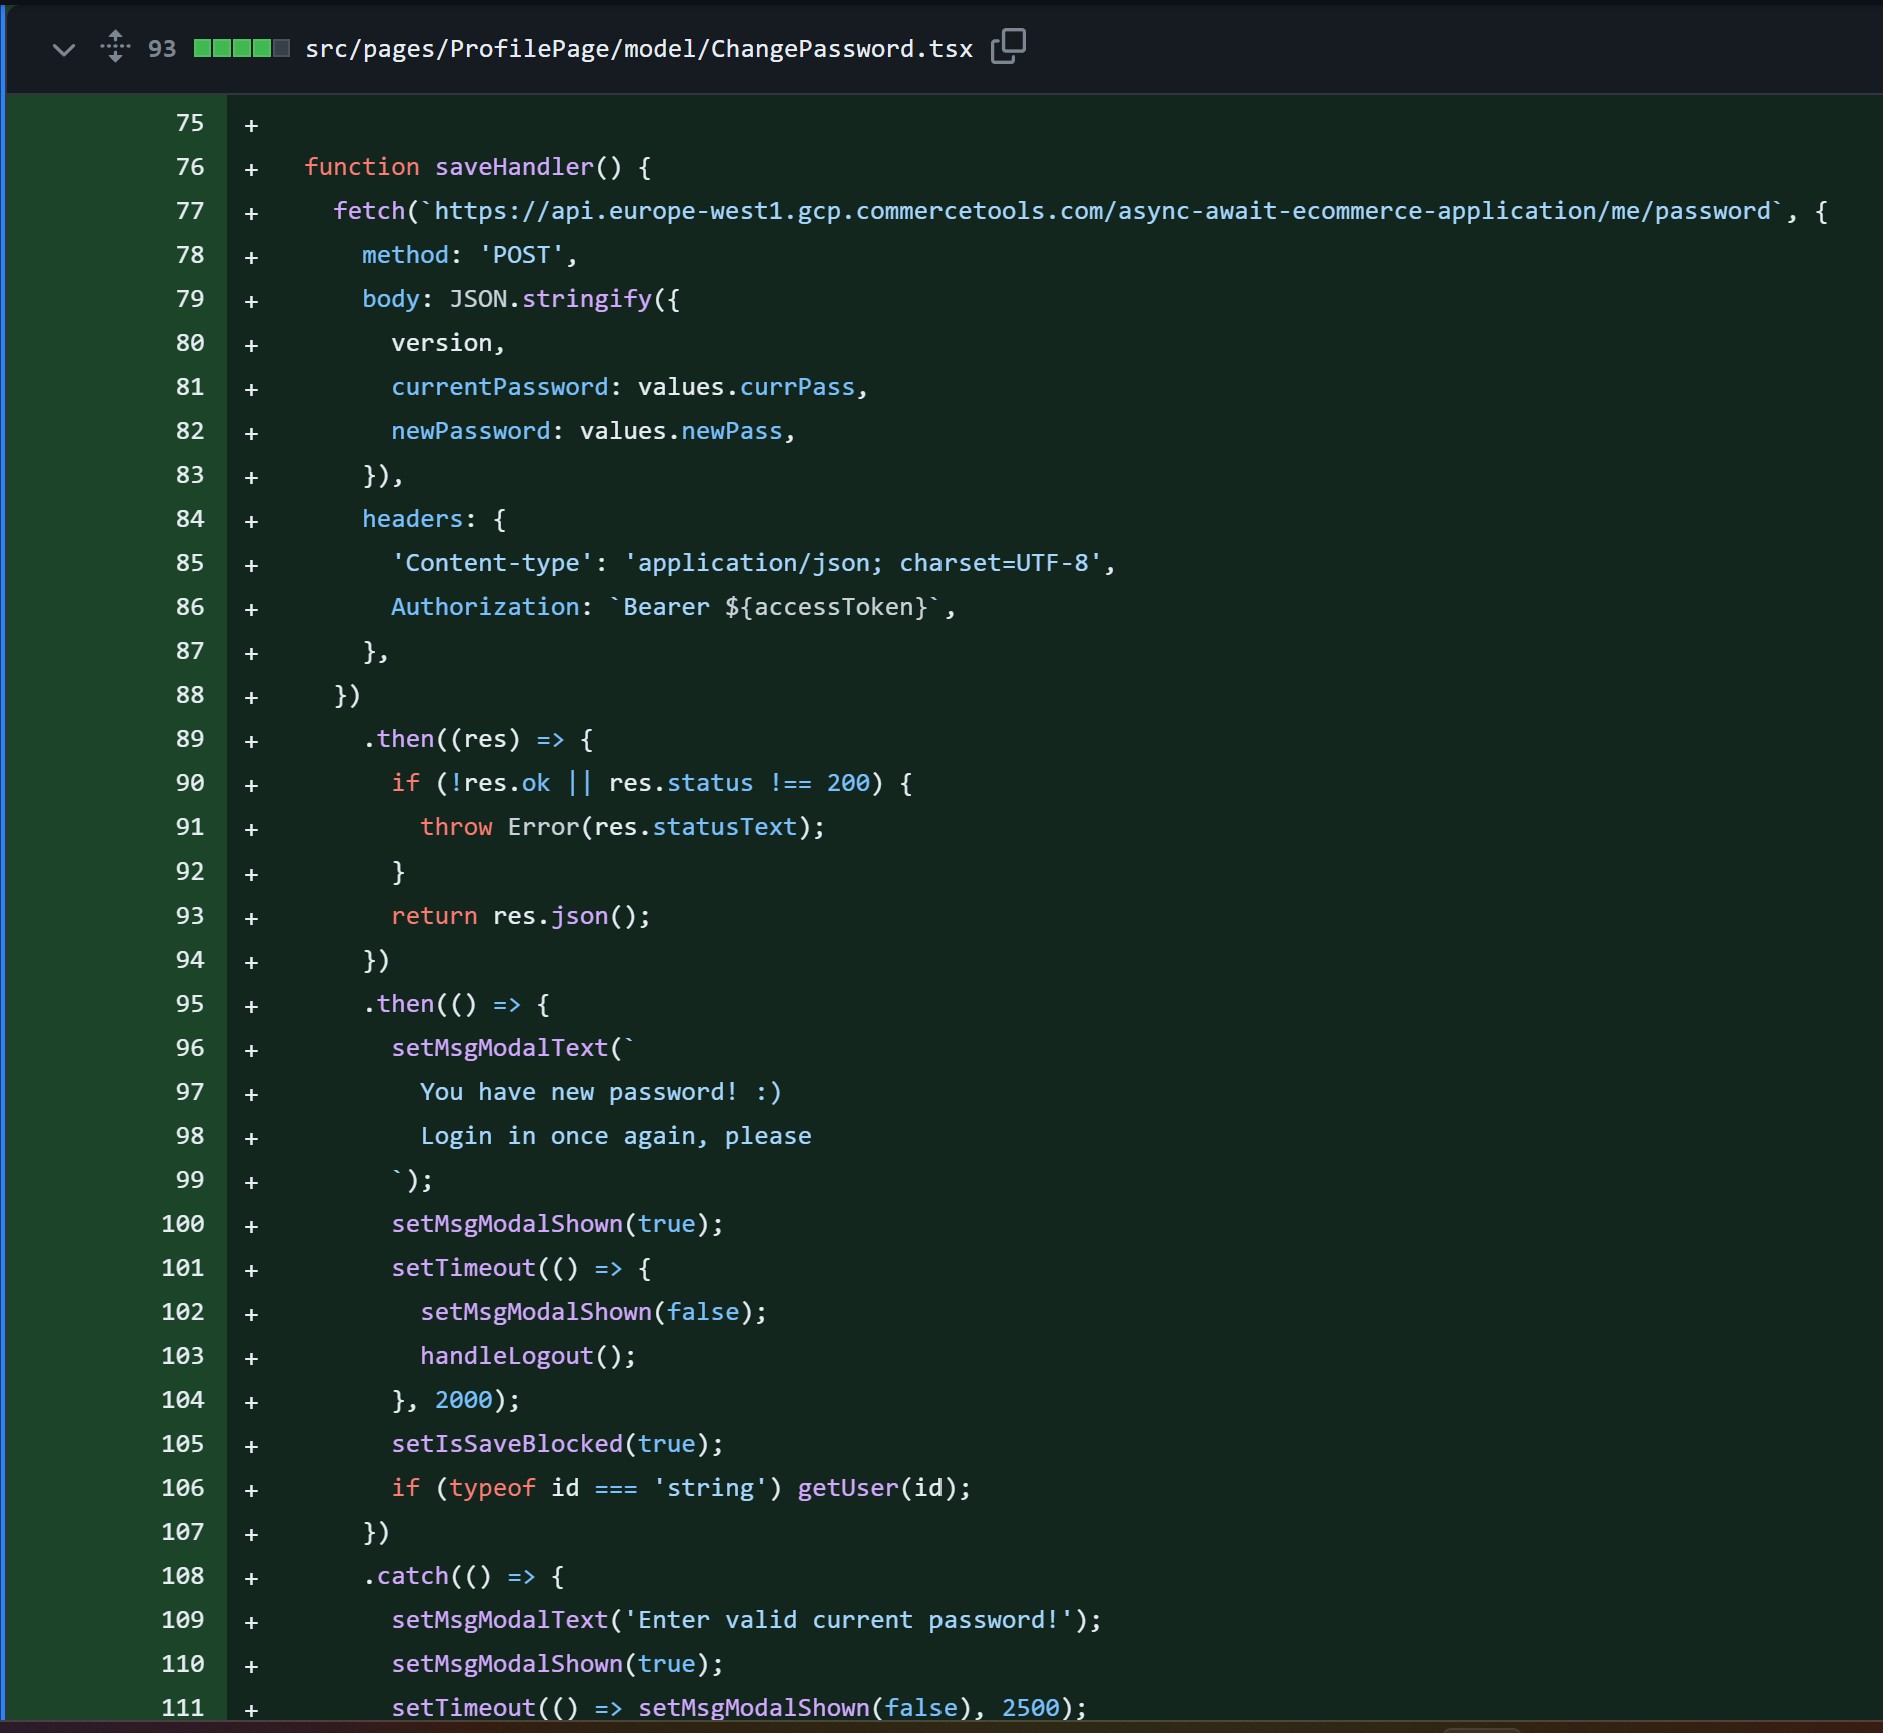 93 src/pages/ProfilePage/model/ChangePassword.tsx
75 +
76 + function saveHandler() {
77 + fetch(`https://api.europe-west1.gcp.commercetools.com/async-await-ecommerce-application/me/password`, {
78 + method: 'POST',
79 + body: JSON.stringify({
80 + version,
81 + currentPassword: values.currPass,
82 + newPassword: values.newPass,
83 + }),
84 + headers: {
85 + 'Content-type': 'application/json; charset=UTF-8',
86 + Authorization: `Bearer ${accessToken}`,
87 + },
88 + })
89 + .then((res) => {
90 + if (!res.ok || res.status !== 200) {
91 + throw Error(res.statusText);
92 + }
93 + return res.json();
94 + })
95 + .then(() => {
96 + setMsgModalText(`
97 + You have new password! :)
98 + Login in once again, please
99 + `);
100 + setMsgModalShown(true);
101 + setTimeout(() => {
102 + setMsgModalShown(false);
103 + handleLogout();
104 + }, 2000);
105 + setIsSaveBlocked(true);
106 + if (typeof id === 'string') getUser(id);
107 + })
108 + .catch(() => {
109 + setMsgModalText('Enter valid current password!');
110 + setMsgModalShown(true);
111 + setTimeout(() => setMsgModalShown(false), 2500);